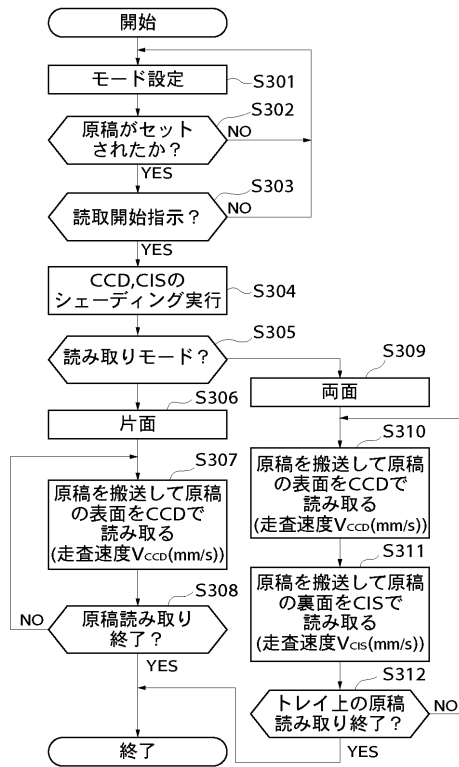 開始
モード設定
S301
原稿がセット
されたか？
S302
NO
YES
読取開始指示？
S303
NO
YES
CCD,CISの
シェーディング実行
S304
読み取りモード？
S305
S306
片面
S307
原稿を搬送して原稿
の表面をCCDで
読み取る
(走査速度VCCD(mm/s))
S308
原稿読み取り
終了？
NO
YES
終了
S309
両面
S310
原稿を搬送して原稿
の表面をCCDで
読み取る
(走査速度VCCD(mm/s))
S311
原稿を搬送して原稿
の裏面をCISで
読み取る
(走査速度VCIS(mm/s))
S312
トレイ上の原稿
読み取り終了？
NO
YES